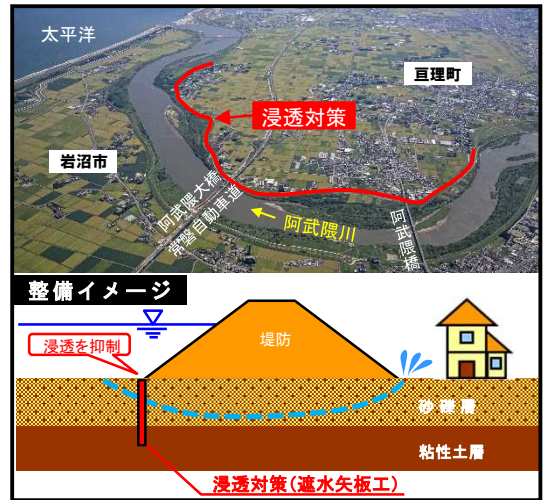 太平洋
亘理町
浸透対策
岩沼市
阿武隈大橋
常磐自動車道
阿武隈川
阿武隈橋
整備イメージ
浸透を抑制
堤防
砂礫層
粘性土層
浸透対策(遮水矢板工)